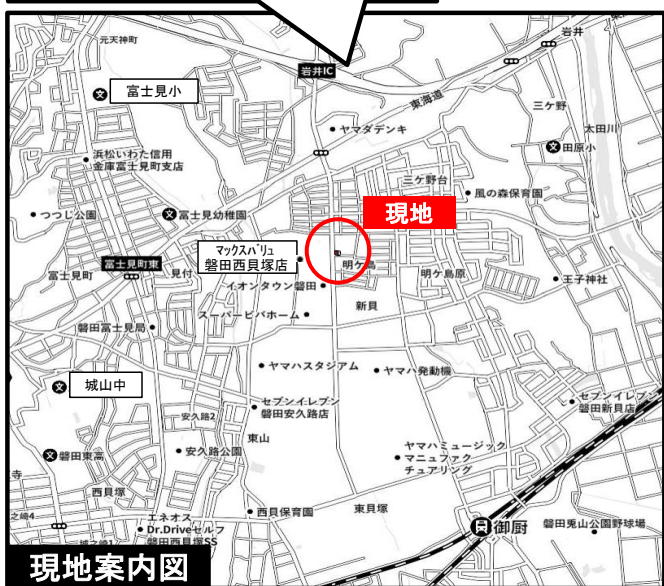 元天神町
岩井
岩井IC
東海道
富士見小
三ケ野
太田川
ヤマダデンキ
田原小
浜松いわた信用
金庫富士見町支店
三ケ野台
風の森保育園
つつじ公園
富士見幼稚園
現地
マックスバリュ
磐田西貝塚店
富士見町東
見付
富士見町
明ケ島
明ケ島原
王子神社
イオンタウン磐田
新貝
スーパービバホーム
磐田富士見局
ヤマハスタジアム
ヤマハ発動機
城山中
セブンイレブン
磐田安久路店
セブンイレブン
磐田新貝店
安久路2
東山
磐田東高
安久路公園
ヤマハミュージック
マニュファク
チュアリング
寺
西貝塚
東貝塚
之崎4
エネオス
Dr.Driveセルフ
磐田西貝塚SS
西貝保育園
御厨
磐田兎山公園野球場
城之崎1
現地案内図